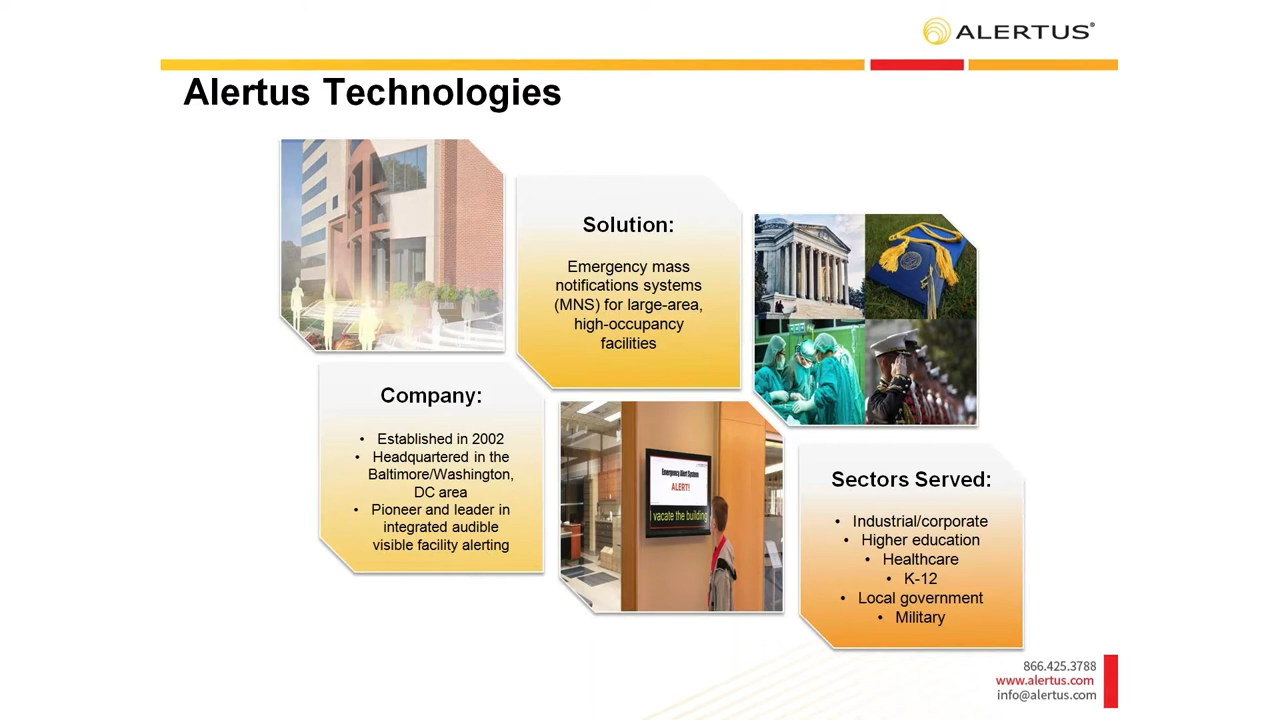 ALERTUS®
Alertus Technologies
Solution:
Emergency mass
notifications systems
(MNS) for large-area,
high-occupancy
facilities
Company:
• Established in 2002
• Headquartered in the
Baltimore/Washington,
DC area
• Pioneer and leader in
integrated audible
visible facility alerting
Emergency Alert System
ALERT!
vacate the building
Sectors Served:
• Industrial/corporate
• Higher education
• Healthcare
• K-12
• Local government
• Military
866.425.3788
www.alertus.com
info@alertus.com